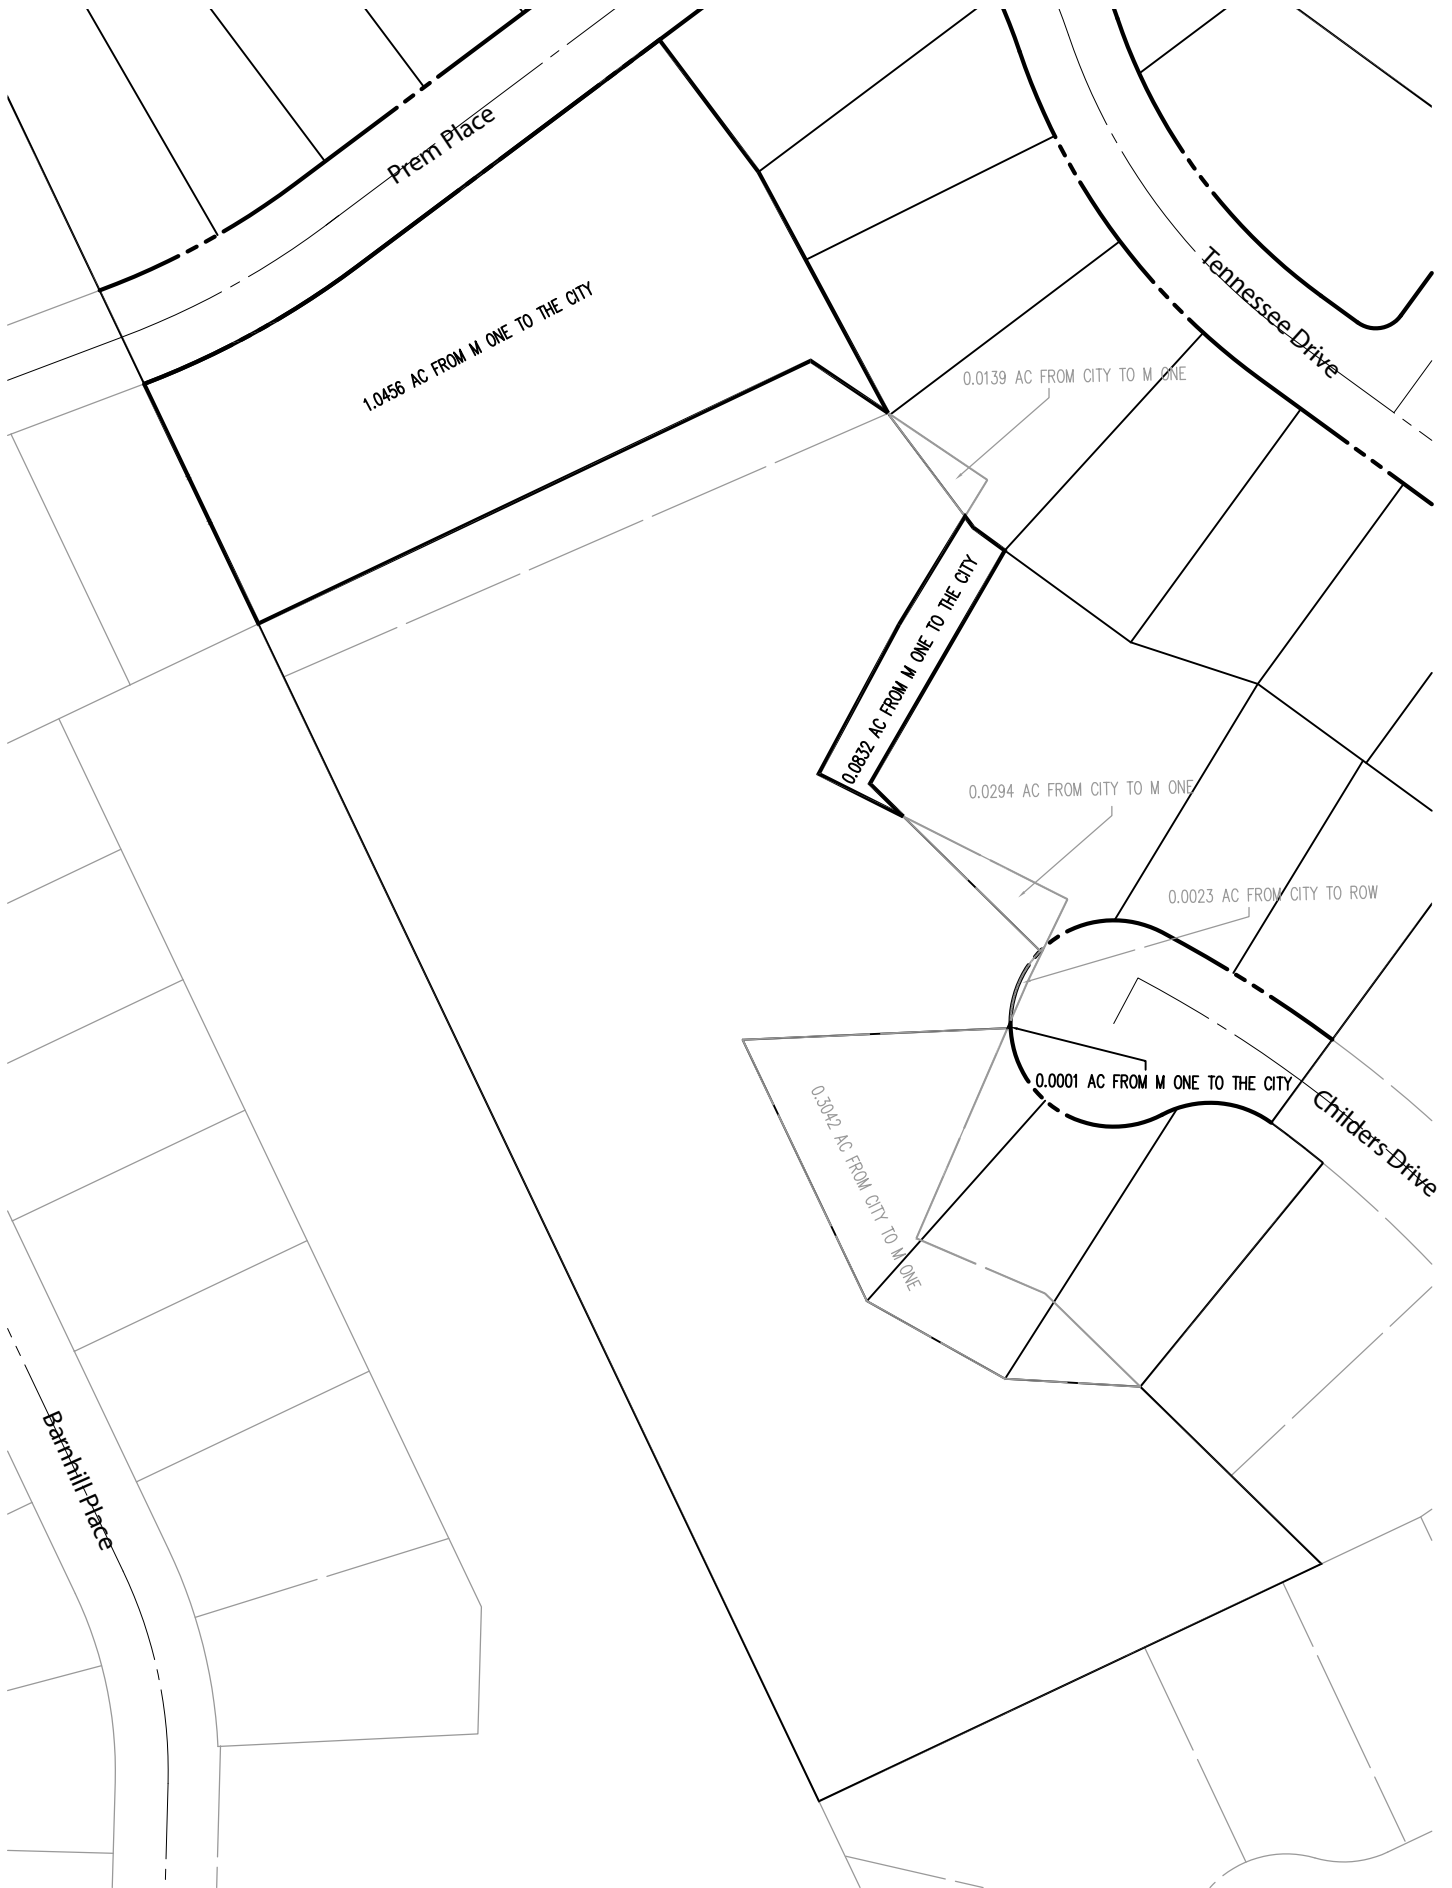 Prem Place
Tennessee Drive
1.0456 AC FROM M ONE TO THE CITY
0.0139 AC FROM CITY TO M ONE
0.0832 AC FROM M ONE TO THE CITY
0.0294 AC FROM CITY TO M ONE
0.0023 AC FROM CITY TO ROW
0.0001 AC FROM M ONE TO THE CITY
Childers Drive
0.3042 AC FROM CITY TO M ONE
Barnhill Place